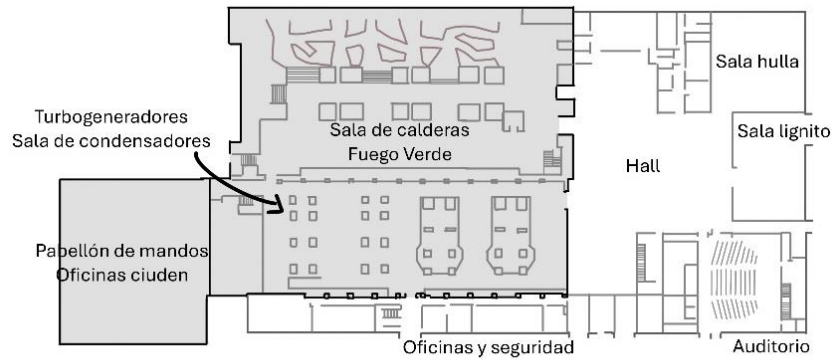 Sala hulla
Turbogeneradores
Sala de condensadores
Sala de calderas
Fuego Verde
Sala lignito
Hall
Pabellón de mandos
Oficinas ciuden
Oficinas y seguridad
Auditorio